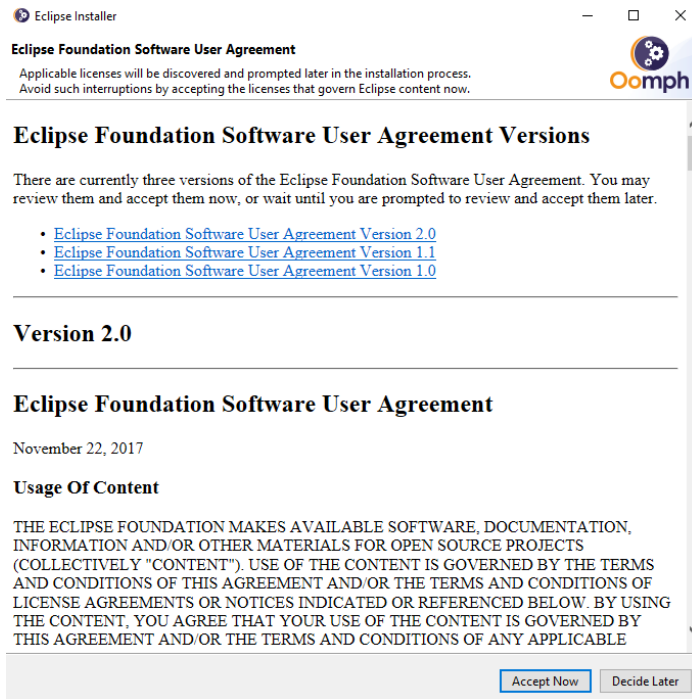 Eclipse Installer
Eclipse Foundation Software User Agreement
Applicable licenses will be discovered and prompted later in the installation process.
Avoid such interruptions by accepting the licenses that govern Eclipse content now.
Oomph
Eclipse Foundation Software User Agreement Versions
There are currently three versions of the Eclipse Foundation Software User Agreement. You may
review them and accept them now, or wait until you are prompted to review and accept them later.
• Eclipse Foundation Software User Agreement Version 2.0
• Eclipse Foundation Software User Agreement Version 1.1
• Eclipse Foundation Software User Agreement Version 1.0
Version 2.0
Eclipse Foundation Software User Agreement
November 22, 2017
Usage Of Content
THE ECLIPSE FOUNDATION MAKES AVAILABLE SOFTWARE, DOCUMENTATION,
INFORMATION AND/OR OTHER MATERIALS FOR OPEN SOURCE PROJECTS
(COLLECTIVELY "CONTENT"). USE OF THE CONTENT IS GOVERNED BY THE TERMS
AND CONDITIONS OF THIS AGREEMENT AND/OR THE TERMS AND CONDITIONS OF
LICENSE AGREEMENTS OR NOTICES INDICATED OR REFERENCED BELOW. BY USING
THE CONTENT, YOU AGREE THAT YOUR USE OF THE CONTENT IS GOVERNED BY
THIS AGREEMENT AND/OR THE TERMS AND CONDITIONS OF ANY APPLICABLE
Accept Now
Decide Later